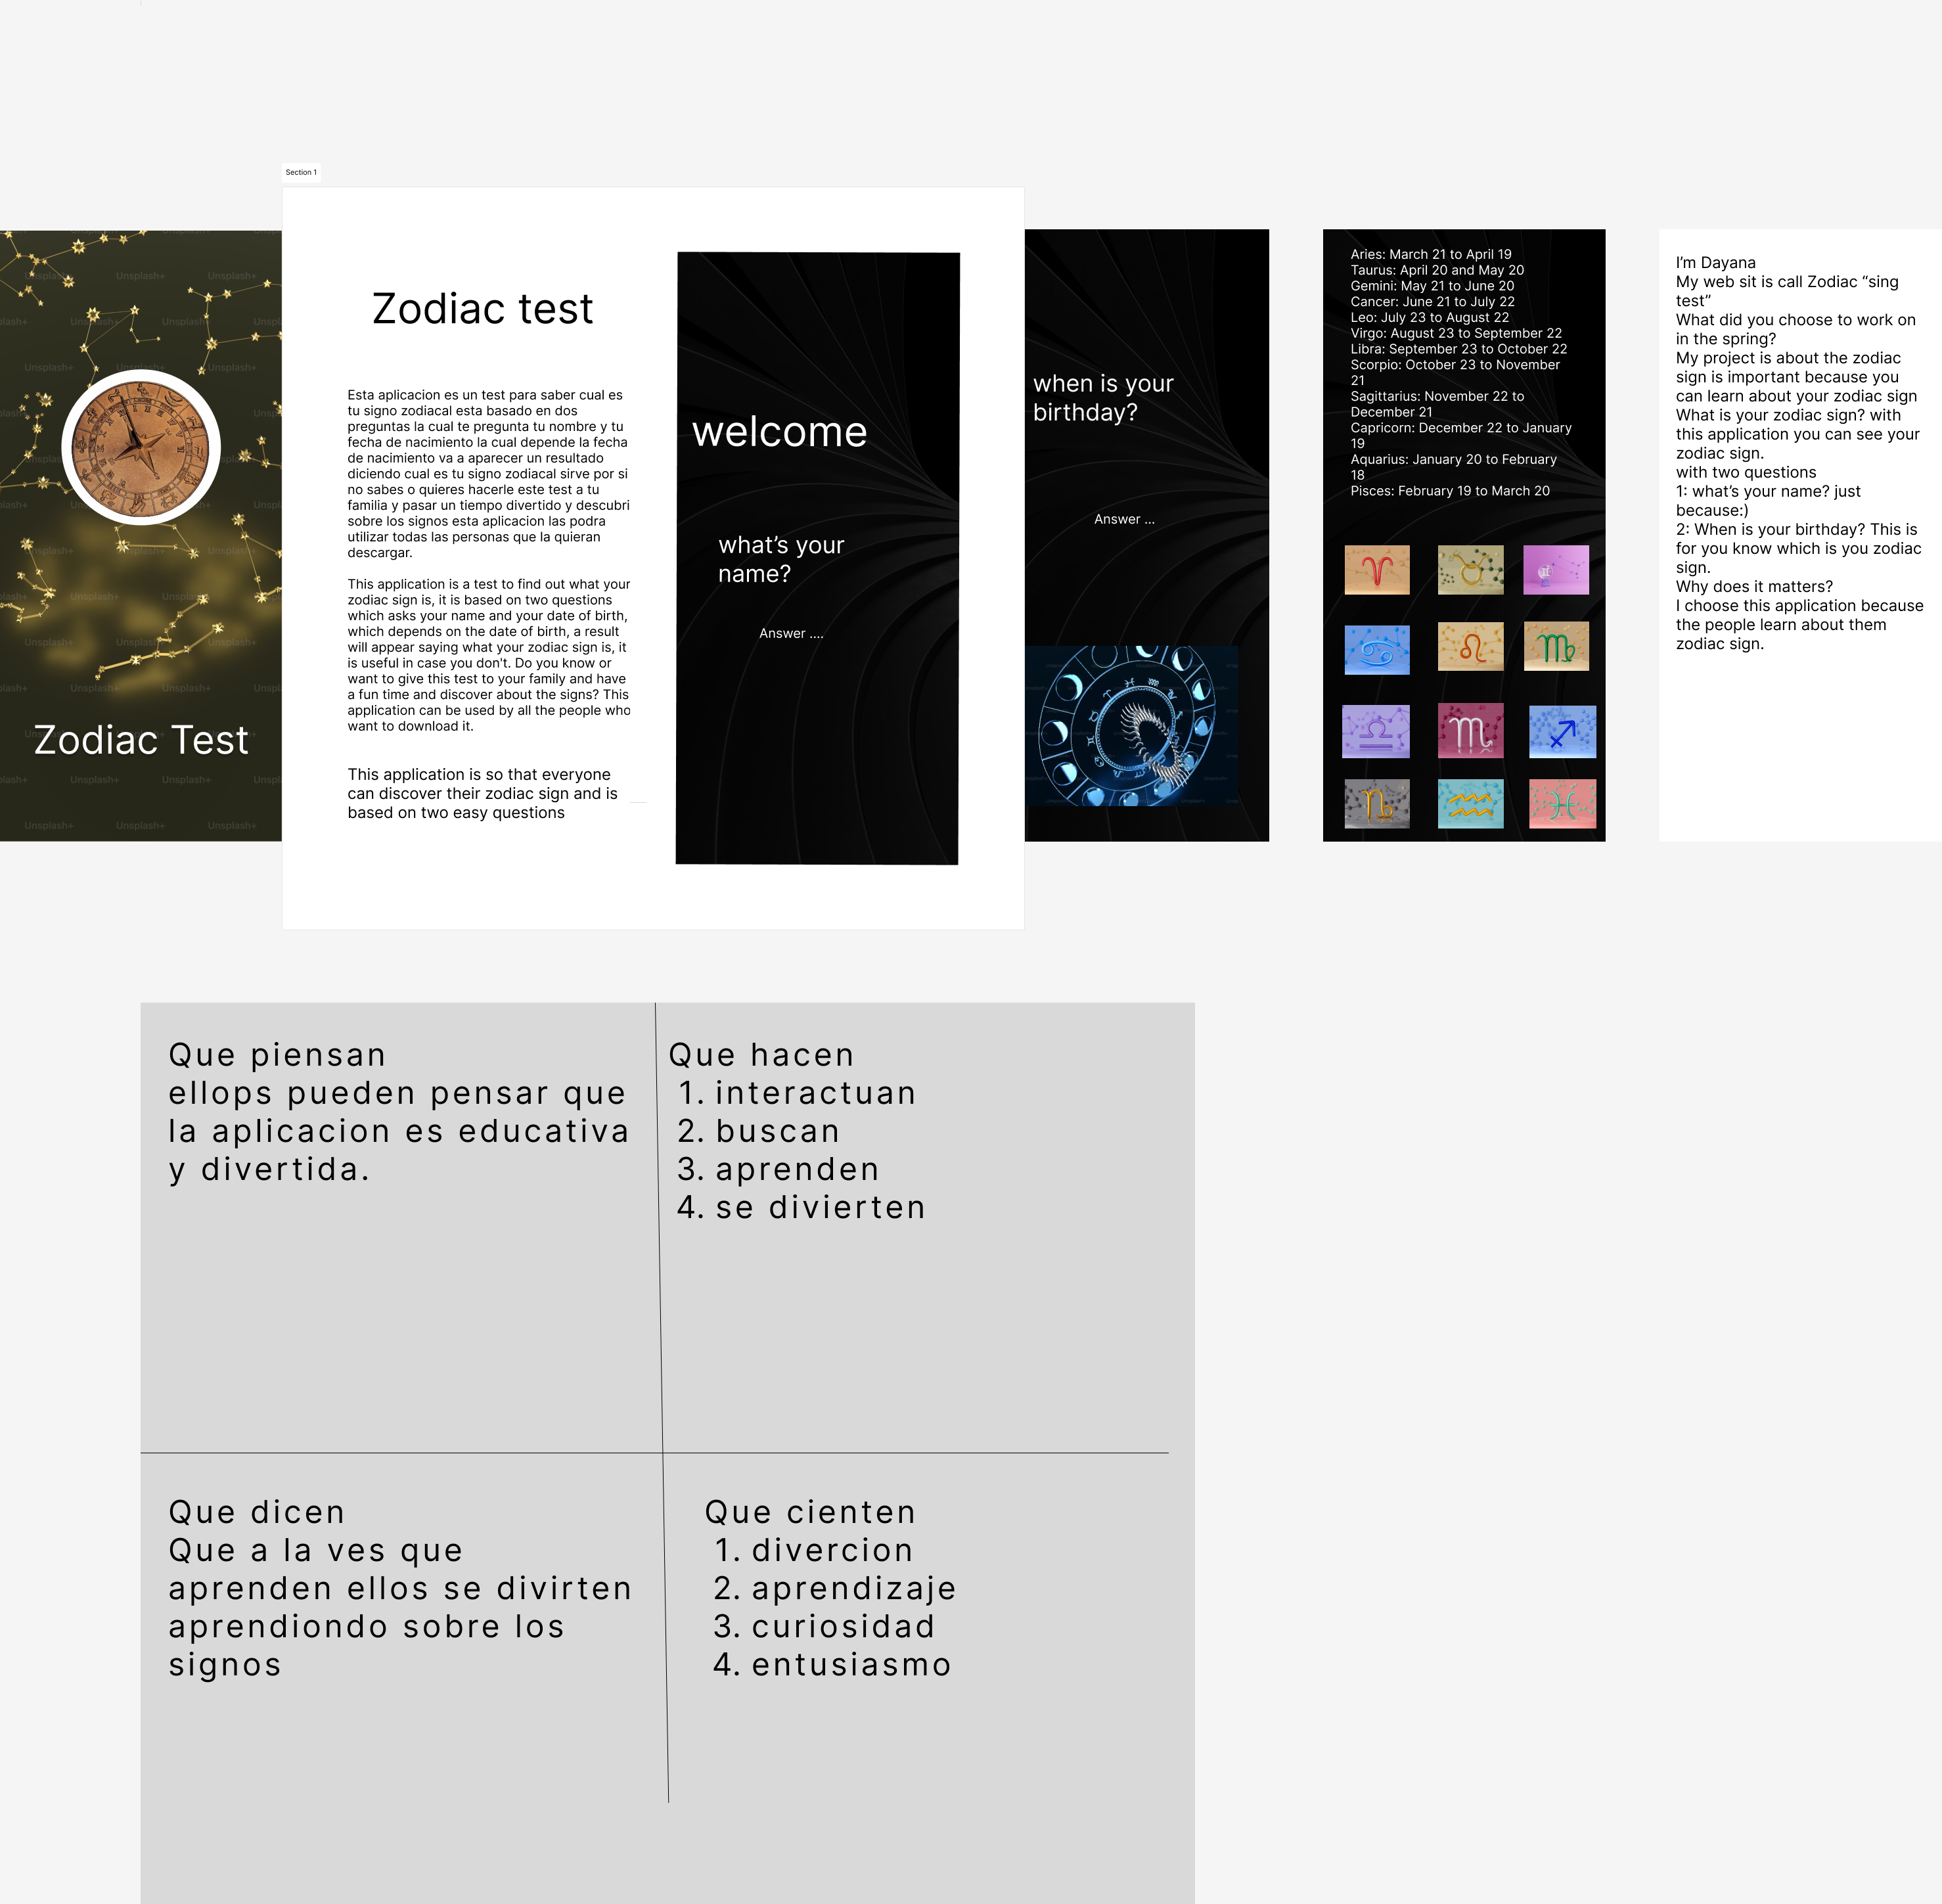 Section 1
Unsplash+
Zodiac Test
Zodiac test
Esta aplicacion es un test para saber cual es
tu signo zodiacal esta basado en dos
preguntas la cual te pregunta tu nombre y tu
fecha de nacimiento la cual depende la fecha
de nacimiento va a aparecer un resultado
diciendo cual es tu signo zodiacal sirve por si
no sabes o quieres hacerle este test a tu
familia y pasar un tiempo divertido y descubri
sobre los signos esta aplicacion las podra
utilizar todas las personas que la quieran
descargar.
This application is a test to find out what your
zodiac sign is, it is based on two questions
which asks your name and your date of birth,
which depends on the date of birth, a result
will appear saying what your zodiac sign is, it
is useful in case you don't. Do you know or
want to give this test to your family and have
a fun time and discover about the signs? This
application can be used by all the people who
want to download it.
This application is so that everyone
can discover their zodiac sign and is
based on two easy questions
welcome
what's your
name?
Answer ....
when is your
birthday?
Answer ...
Aries: March 21 to April 19
Taurus: April 20 and May 20
Gemini: May 21 to June 20
Cancer: June 21 to July 22
Leo: July 23 to August 22
Virgo: August 23 to September 22
Libra: September 23 to October 22
Scorpio: October 23 to November
21
Sagittarius: November 22 to
December 21
Capricorn: December 22 to January
19
Aquarius: January 20 to February
18
Pisces: February 19 to March 20
I'm Dayana
My web sit is call Zodiac “sing
test”
What did you choose to work on
in the spring?
My project is about the zodiac
sign is important because you
can learn about your zodiac sign
What is your zodiac sign? with
this application you can see your
zodiac sign.
with two questions
1: what's your name? just
because:)
2: When is your birthday? This is
for you know which is you zodiac
sign.
Why does it matters?
I choose this application because
the people learn about them
zodiac sign.
Que piensan
ellops pueden pensar que
la aplicacion es educativa
y divertida.
Que hacen
1. interactuan
2. buscan
3. aprenden
4. se divierten
Que dicen
Que a la ves que
aprenden ellos se divirten
aprendiondo sobre los
signos
Que cienten
1. divercion
2. aprendizaje
3. curiosidad
4. entusiasmo